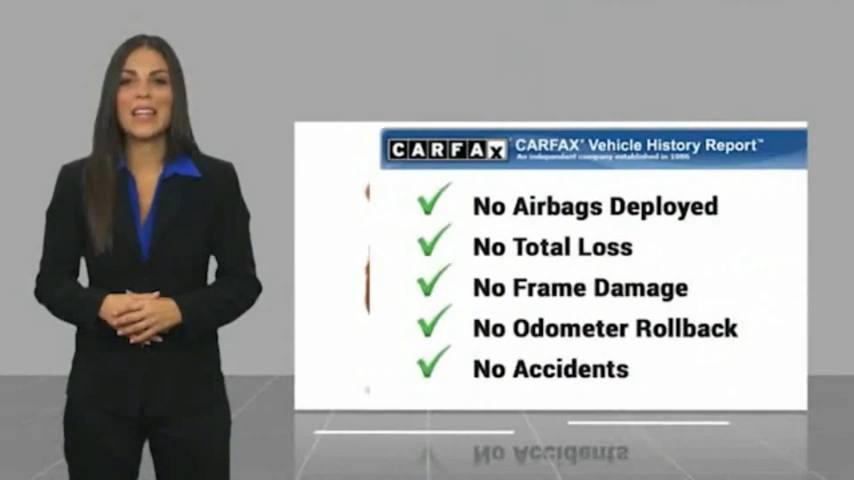 CARFAX CARFAX® Vehicle History Report™
An independent company established in 1986
No Airbags Deployed
No Total Loss
No Frame Damage
No Odometer Rollback
No Accidents
No Accidents